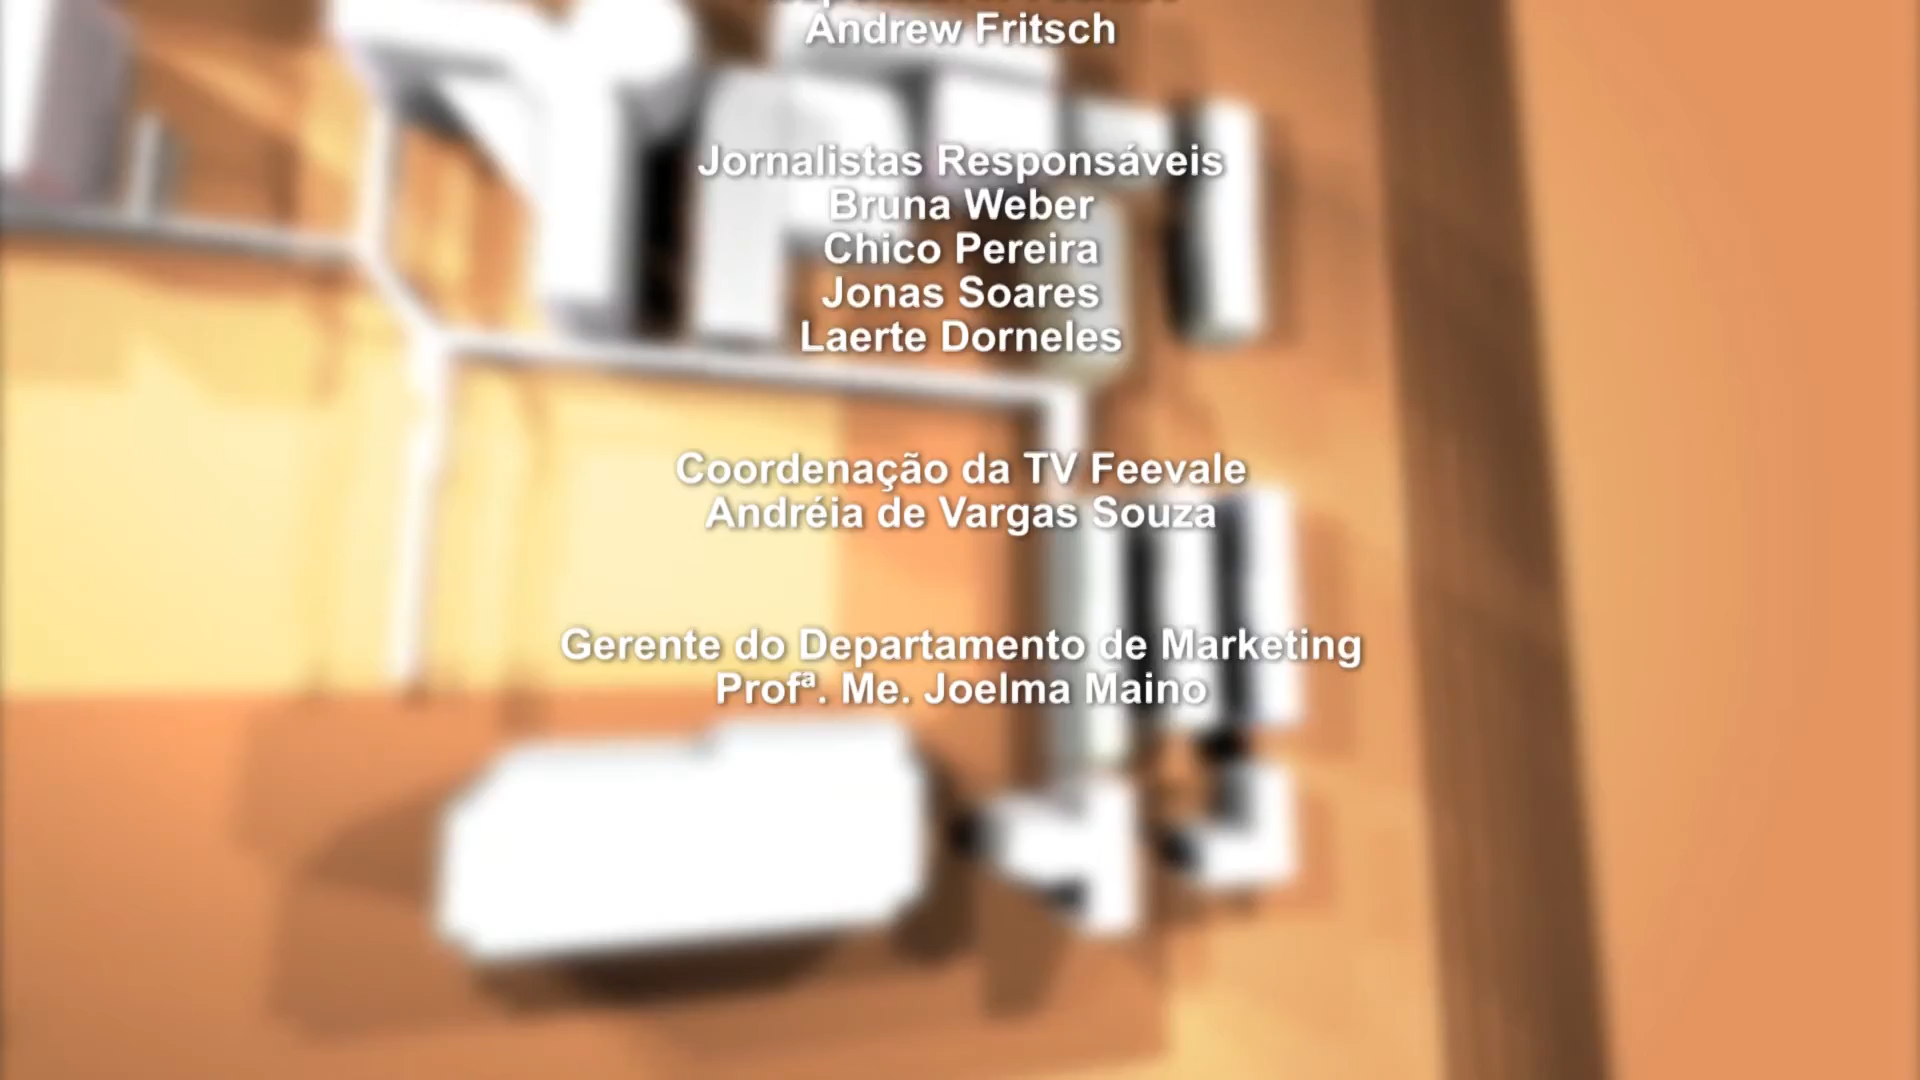 Andrew Fritsch
Jornalistas Responsáveis
Bruna Weber
Chico Pereira
Jonas Soares
Laerte Dorneles
Coordenação da TV Feevale
Andréia de Vargas Souza
Gerente do Departamento de Marketing
Profª. Me. Joelma Maino